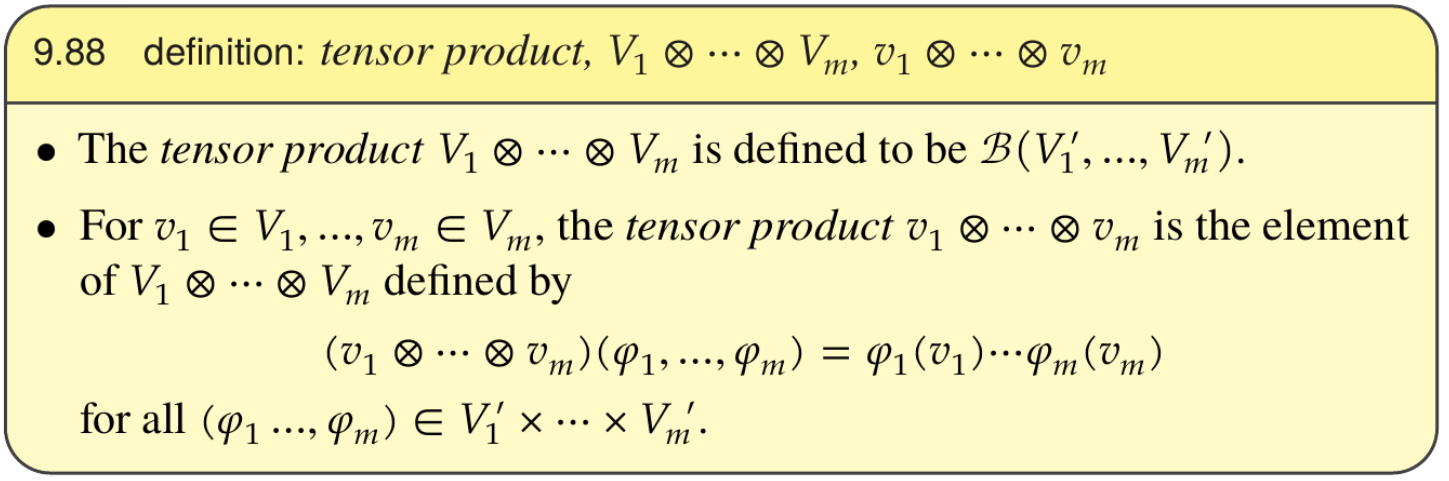 9.88 definition: tensor product, V₁ ⊗ ⋯ ⊗ Vₘ, v₁ ⊗ ⋯ ⊗ vₘ
• The tensor product V₁ ⊗ ⋯ ⊗ Vₘ is defined to be ℬ(V₁′, …, Vₘ′).
• For v₁ ∈ V₁, …, vₘ ∈ Vₘ, the tensor product v₁ ⊗ ⋯ ⊗ vₘ is the element
of V₁ ⊗ ⋯ ⊗ Vₘ defined by
(v₁ ⊗ ⋯ ⊗ vₘ)(φ₁, …, φₘ) = φ₁(v₁)⋯φₘ(vₘ)
for all (φ₁ …, φₘ) ∈ V₁′ × ⋯ × Vₘ′.